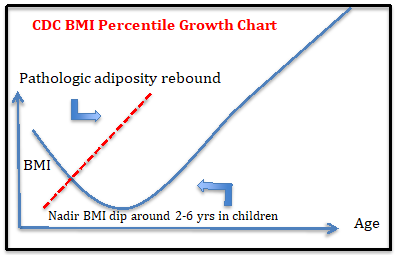 CDC BMI Percentile Growth Chart
Pathologic adiposity rebound
BMI
Nadir BMI dip around 2-6 yrs in children
Age